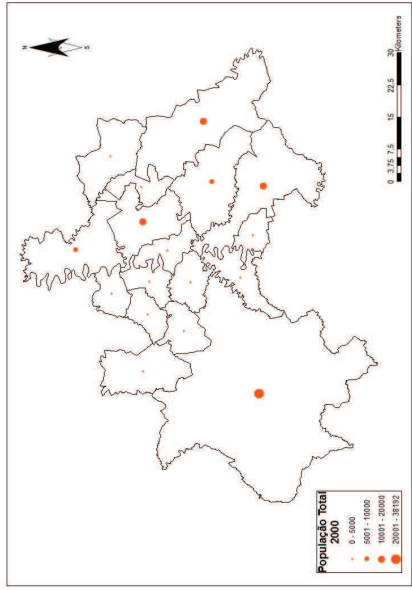 N
S
0 3.75 7.5 15 22.5 30
Kilometers
População Total
2000
0 - 5000
5001 - 10000
10001 - 20000
20001 - 38192